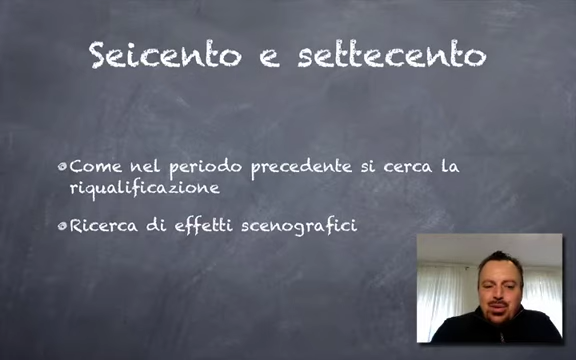 Seicento e settecento
Come nel periodo precedente si cerca la
riqualificazione
Ricerca di effetti scenografici